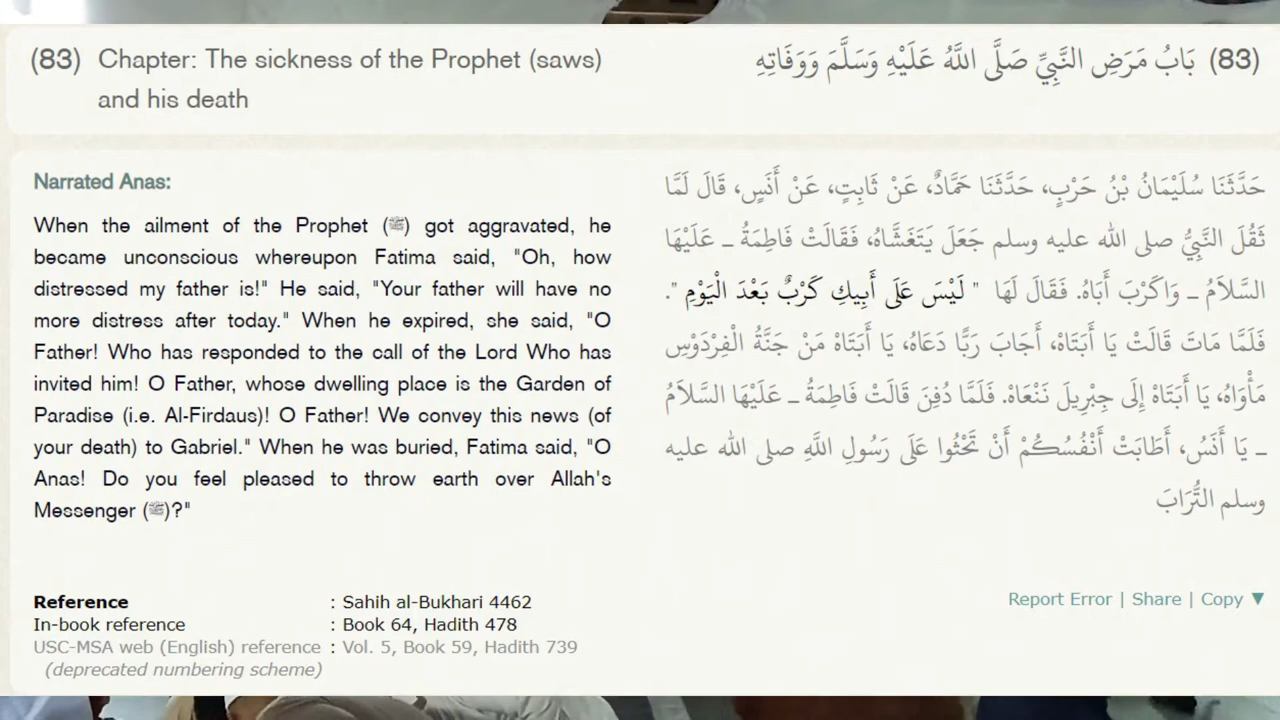 (83) Chapter: The sickness of the Prophet (saws)
and his death
(83) بَابُ مَرَضِ النَّبِيِّ صَلَّى اللَّهُ عَلَيْهِ وَسَلَّمَ وَوَفَاتِهِ
Narrated Anas:
When the ailment of the Prophet (ﷺ) got aggravated, he
became unconscious whereupon Fatima said, "Oh, how
distressed my father is!" He said, "Your father will have no
more distress after today." When he expired, she said, "O
Father! Who has responded to the call of the Lord Who has
invited him! O Father, whose dwelling place is the Garden of
Paradise (i.e. Al-Firdaus)! O Father! We convey this news (of
your death) to Gabriel." When he was buried, Fatima said, "O
Anas! Do you feel pleased to throw earth over Allah's
Messenger (ﷺ)?"
حَدَّثَنَا سُلَيْمَانُ بْنُ حَرْبٍ، حَدَّثَنَا حَمَّادٌ، عَنْ ثَابِتٍ، عَنْ أَنَسٍ، قَالَ لَمَّا
ثَقُلَ النَّبِيُّ صلى الله عليه وسلم جَعَلَ يَتَغَشَّاهُ، فَقَالَتْ فَاطِمَةُ ـ عَلَيْهَا
السَّلاَمُ ـ وَاكَرْبَ أَبَاهُ. فَقَالَ لَهَا " لَيْسَ عَلَى أَبِيكِ كَرْبٌ بَعْدَ الْيَوْمِ ".
فَلَمَّا مَاتَ قَالَتْ يَا أَبَتَاهْ، أَجَابَ رَبًّا دَعَاهُ، يَا أَبَتَاهْ مَنْ جَنَّةُ الْفِرْدَوْسِ
مَأْوَاهُ، يَا أَبَتَاهْ إِلَى جِبْرِيلَ نَنْعَاهْ. فَلَمَّا دُفِنَ قَالَتْ فَاطِمَةُ ـ عَلَيْهَا السَّلاَمُ
ـ يَا أَنَسُ، أَطَابَتْ أَنْفُسُكُمْ أَنْ تَحْثُوا عَلَى رَسُولِ اللَّهِ صلى الله عليه
وسلم التُّرَابَ
Reference : Sahih al-Bukhari 4462
In-book reference : Book 64, Hadith 478
USC-MSA web (English) reference : Vol. 5, Book 59, Hadith 739
(deprecated numbering scheme)
Report Error | Share | Copy ▼